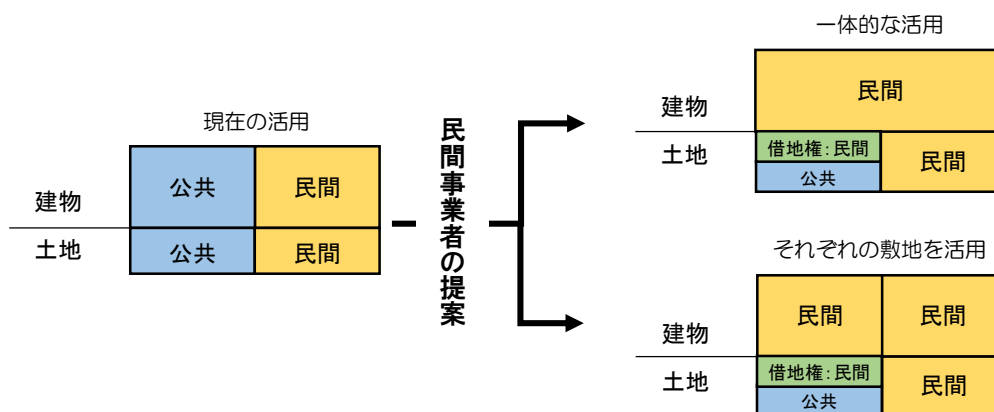 現在の活用
建物
土地
公共
民間
公共
民間
民間事業者の提案
一体的な活用
建物
土地
民間
借地権:民間
公共
民間
それぞれの敷地を活用
建物
土地
民間
民間
借地権:民間
公共
民間